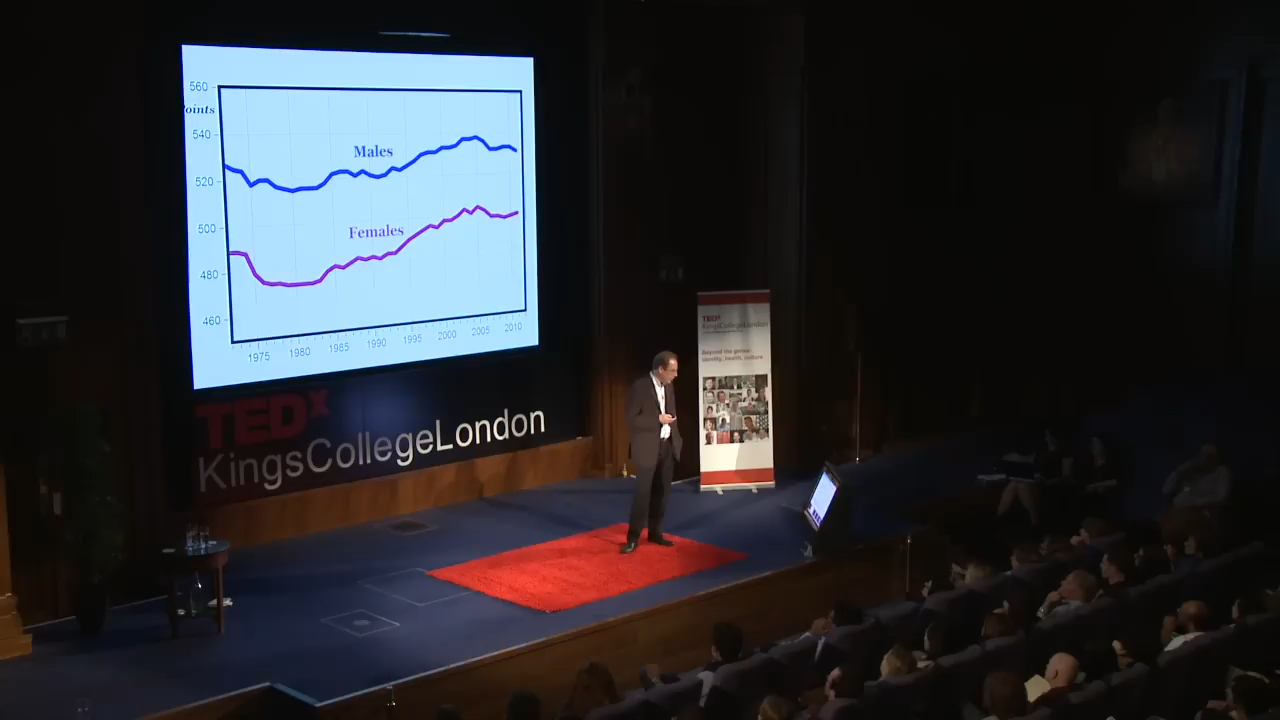 560
oints
540
Males
520
500
Females
480
460
1975 1980 1985 1990 1995 2000 2005 2010
TEDx
KingsCollegeLondon
TEDx
KingsCollegeLondon
Beyond the genes:
identity, health, culture